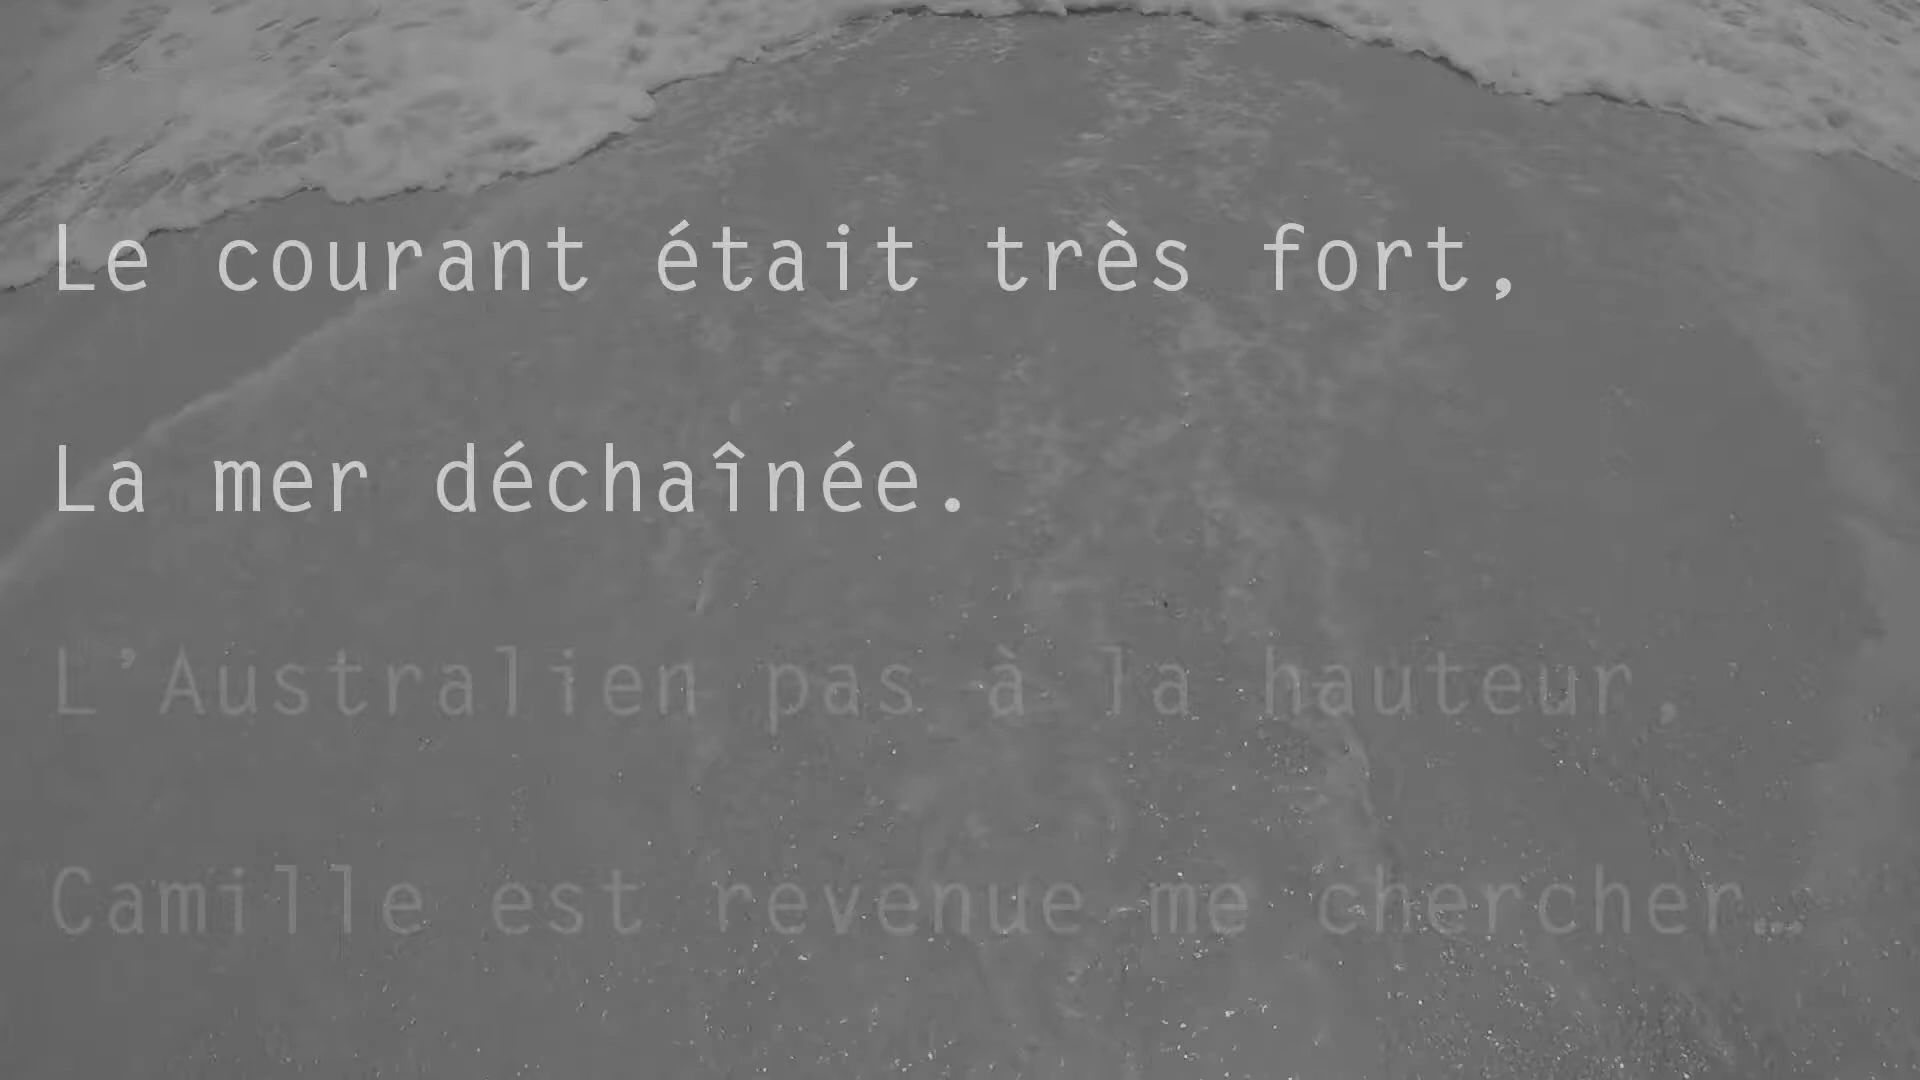 Le courant était très fort,
La mer déchaînée.
L'Australien pas à la hauteur,
Camille est revenue me chercher…